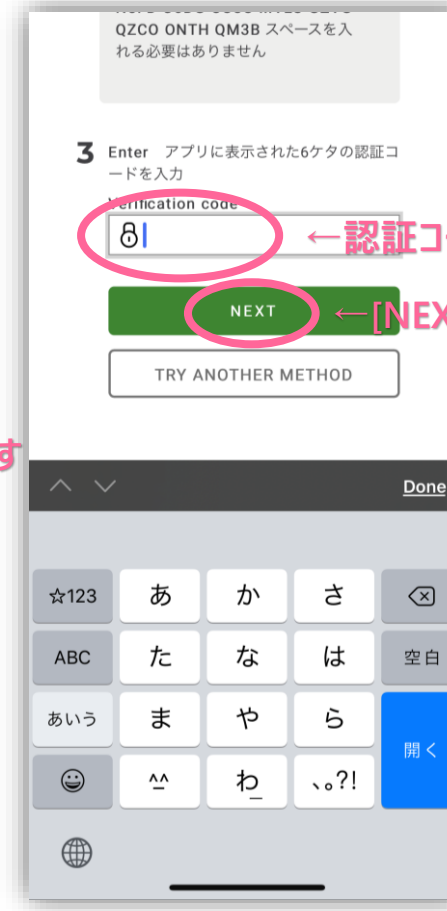 QZCO ONTH QM3B スペースを入
れる必要はありません
3 Enter アプリに表示された6ケタの認証コ
ードを入力
Verification code
←認証コ
NEXT
←[NEX
TRY ANOTHER METHOD
す
Done
☆123 あ か さ
ABC た な は 空白
あいう ま や ら
開く
^^ わ 、。?!